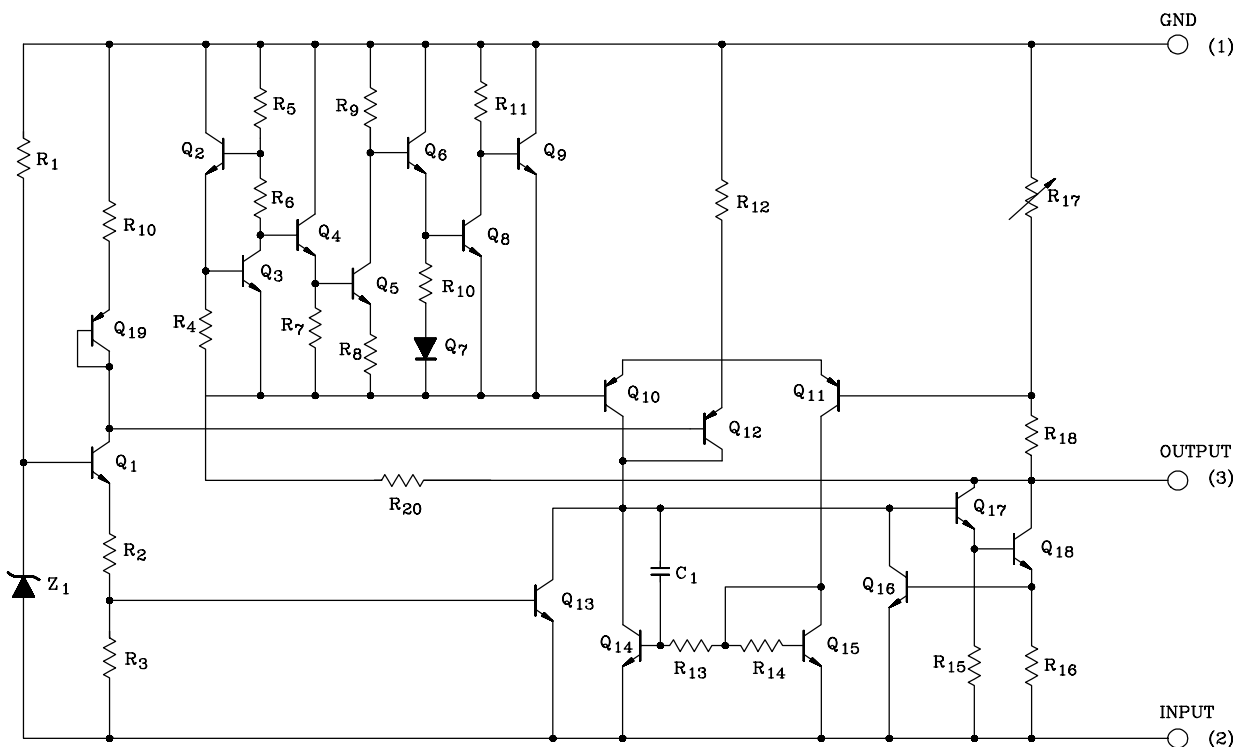 GND
(1)
R5
R9
R11
Q2
Q6
Q9
R1
R6
R12
R17
R10
Q4
Q8
Q3
Q5
R10
R4
R7
Q19
R8
Q7
Q10
Q11
Q12
R18
OUTPUT
(3)
Q1
R20
Q17
R2
Q18
C1
Z1
Q13
Q16
Q14
Q15
R3
R13
R14
R15
R16
INPUT
(2)